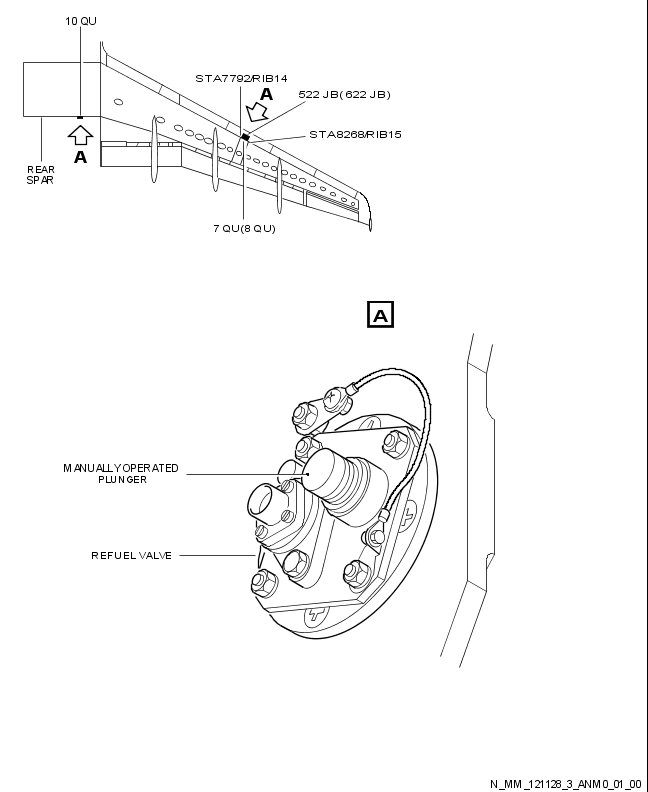 10 QU
STA7792/RIB14
A
522 JB(622 JB)
STA8268/RIB15
A
REAR
SPAR
7 QU(8 QU)
A
MANUALLY OPERATED
PLUNGER
REFUEL VALVE
N_MM_121128_3_ANM0_01_00